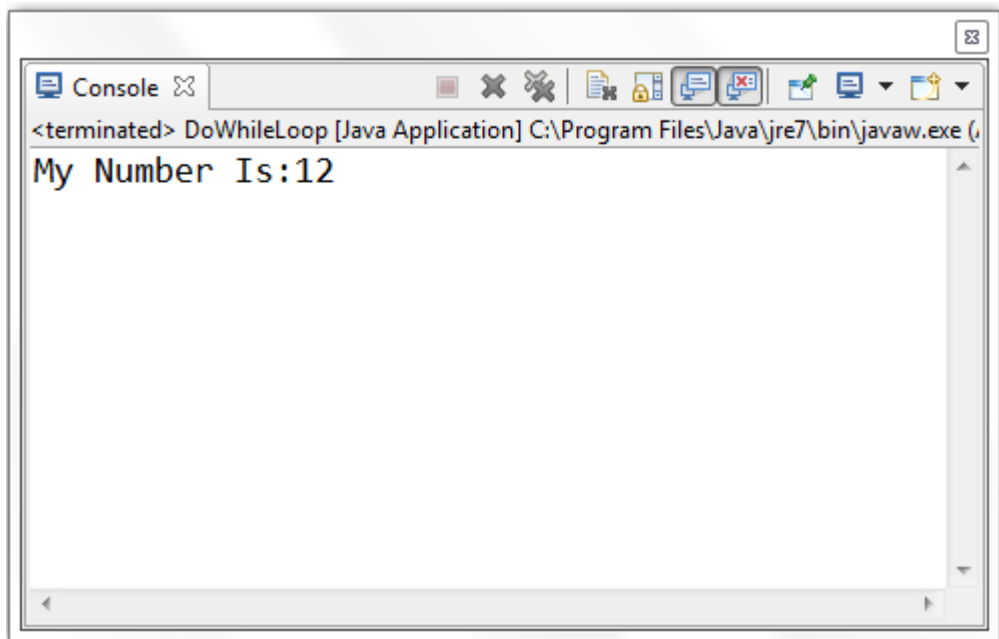 Console
<terminated> DoWhileLoop [Java Application] C:\Program Files\Java\jre7\bin\javaw.exe (
My Number Is:12